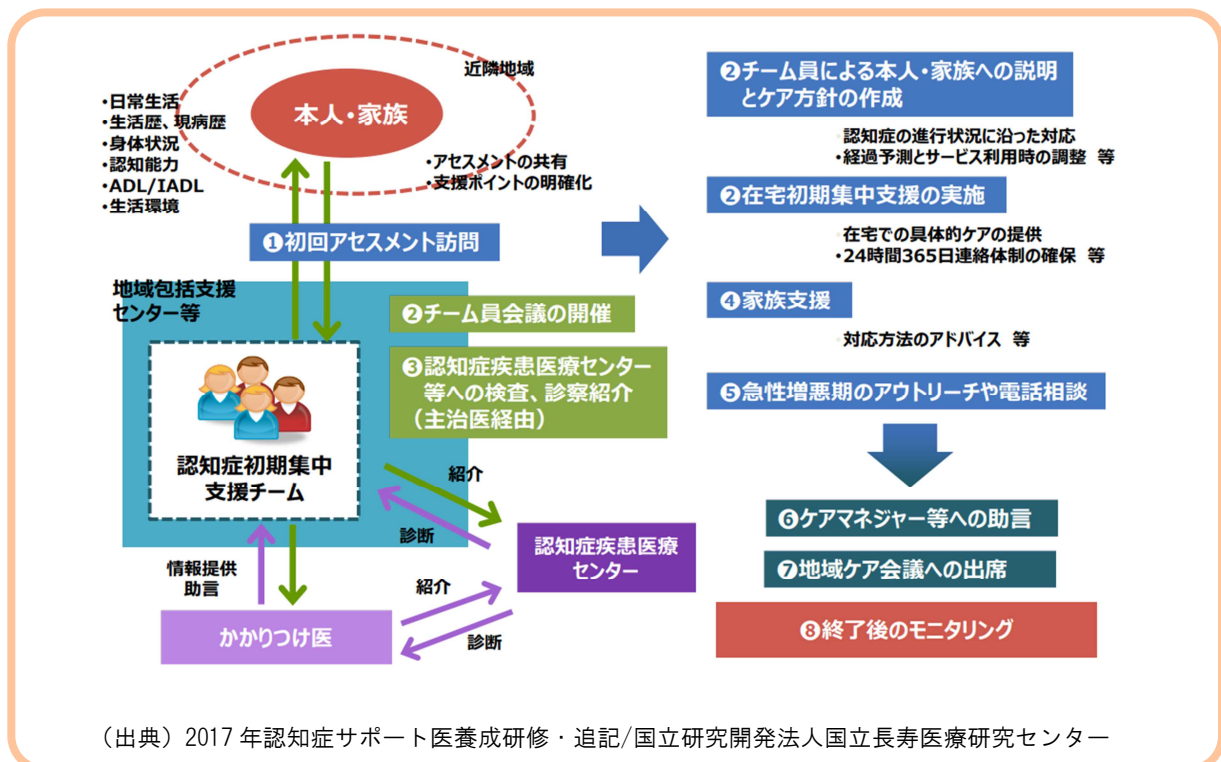 近隣地域
本人・家族
・日常生活
・生活歴、現病歴
・身体状況
・認知能力
・ADL/IADL
・生活環境
・アセスメントの共有
・支援ポイントの明確化
❶初回アセスメント訪問
地域包括支援
センター等
❷チーム員会議の開催
❸認知症疾患医療センター
等への検査、診察紹介
（主治医経由）
認知症初期集中
支援チーム
紹介
診断
認知症疾患医療
センター
情報提供
助言
紹介
診断
かかりつけ医
❷チーム員による本人・家族への説明
とケア方針の作成
・認知症の進行状況に沿った対応
・経過予測とサービス利用時の調整 等
❷在宅初期集中支援の実施
・在宅での具体的ケアの提供
・24時間365日連絡体制の確保 等
❹家族支援
・対応方法のアドバイス 等
❺急性増悪期のアウトリーチや電話相談
❻ケアマネジャー等への助言
❼地域ケア会議への出席
❽終了後のモニタリング
（出典）2017 年認知症サポート医養成研修・追記/国立研究開発法人国立長寿医療研究センター